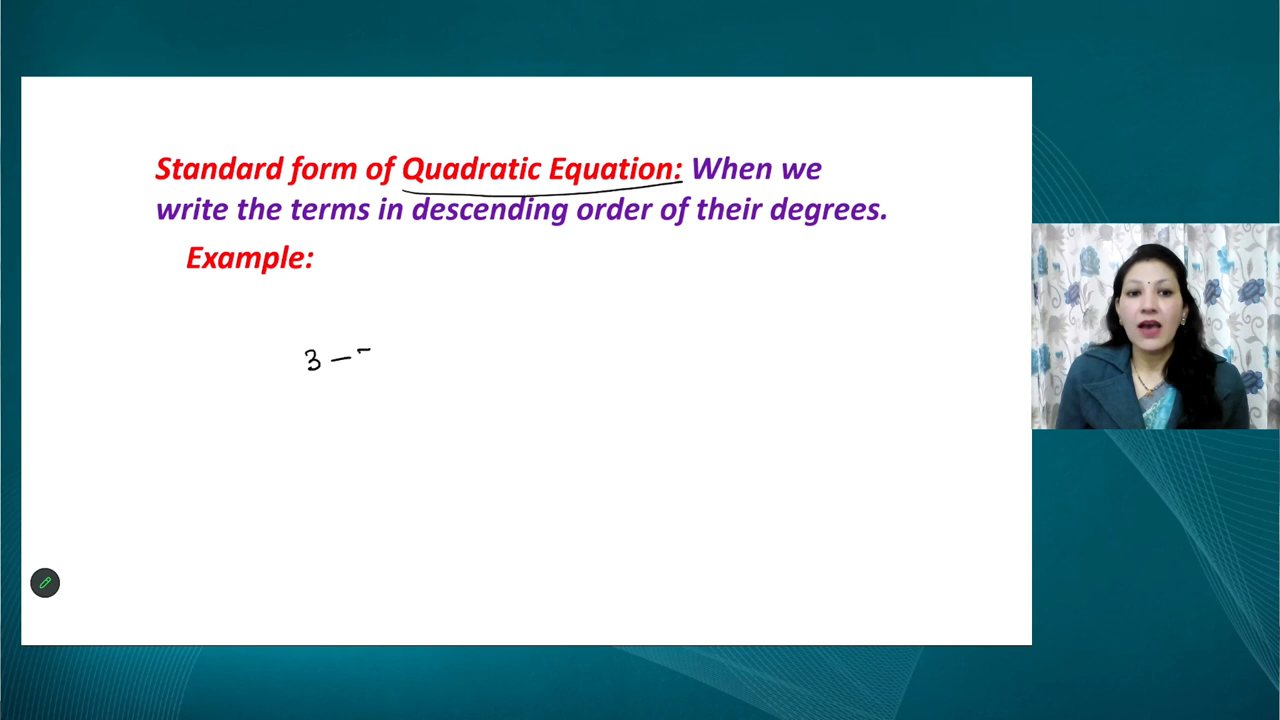 Standard form of Quadratic Equation: When we
write the terms in descending order of their degrees.
Example:
3 –